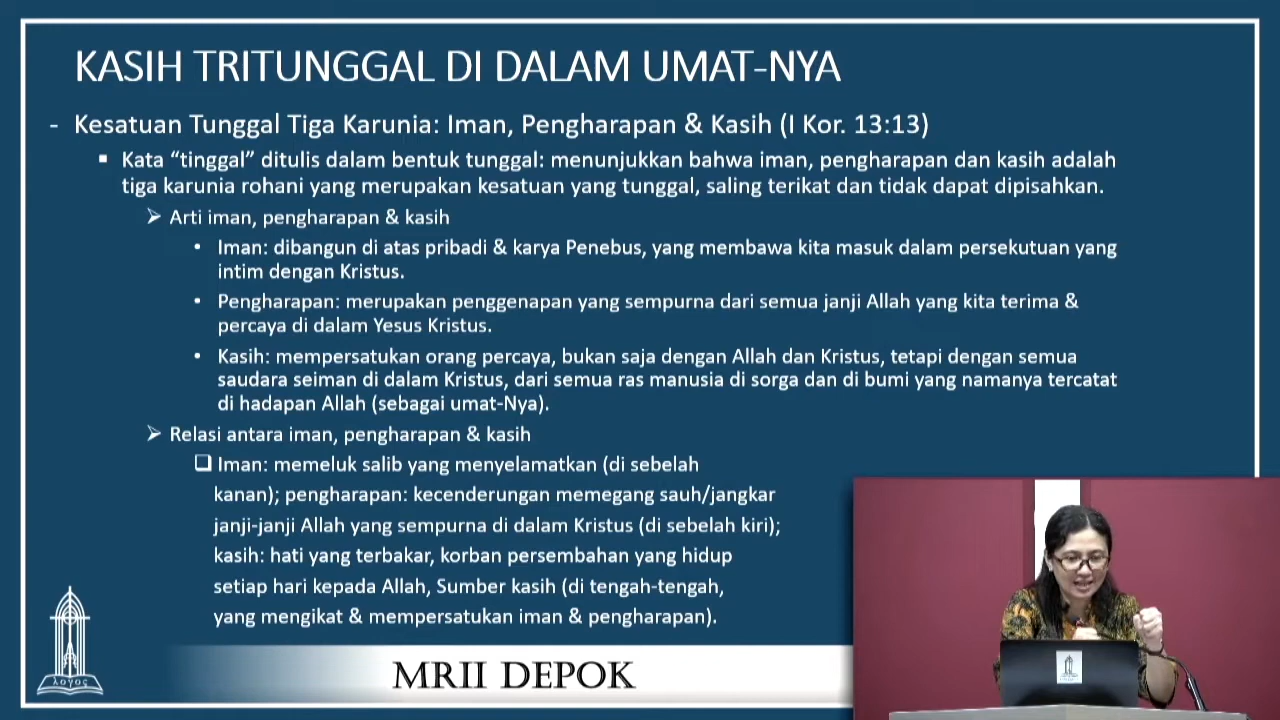 KASIH TRITUNGGAL DI DALAM UMAT-NYA
- Kesatuan Tunggal Tiga Karunia: Iman, Pengharapan & Kasih (I Kor. 13:13)
▪ Kata “tinggal” ditulis dalam bentuk tunggal: menunjukkan bahwa iman, pengharapan dan kasih adalah
tiga karunia rohani yang merupakan kesatuan yang tunggal, saling terikat dan tidak dapat dipisahkan.
➢ Arti iman, pengharapan & kasih
• Iman: dibangun di atas pribadi & karya Penebus, yang membawa kita masuk dalam persekutuan yang
intim dengan Kristus.
• Pengharapan: merupakan penggenapan yang sempurna dari semua janji Allah yang kita terima &
percaya di dalam Yesus Kristus.
• Kasih: mempersatukan orang percaya, bukan saja dengan Allah dan Kristus, tetapi dengan semua
saudara seiman di dalam Kristus, dari semua ras manusia di sorga dan di bumi yang namanya tercatat
di hadapan Allah (sebagai umat-Nya).
➢ Relasi antara iman, pengharapan & kasih
❑ Iman: memeluk salib yang menyelamatkan (di sebelah
kanan); pengharapan: kecenderungan memegang sauh/jangkar
janji-janji Allah yang sempurna di dalam Kristus (di sebelah kiri);
kasih: hati yang terbakar, korban persembahan yang hidup
setiap hari kepada Allah, Sumber kasih (di tengah-tengah,
yang mengikat & mempersatukan iman & pengharapan).
λογος
MRII DEPOK